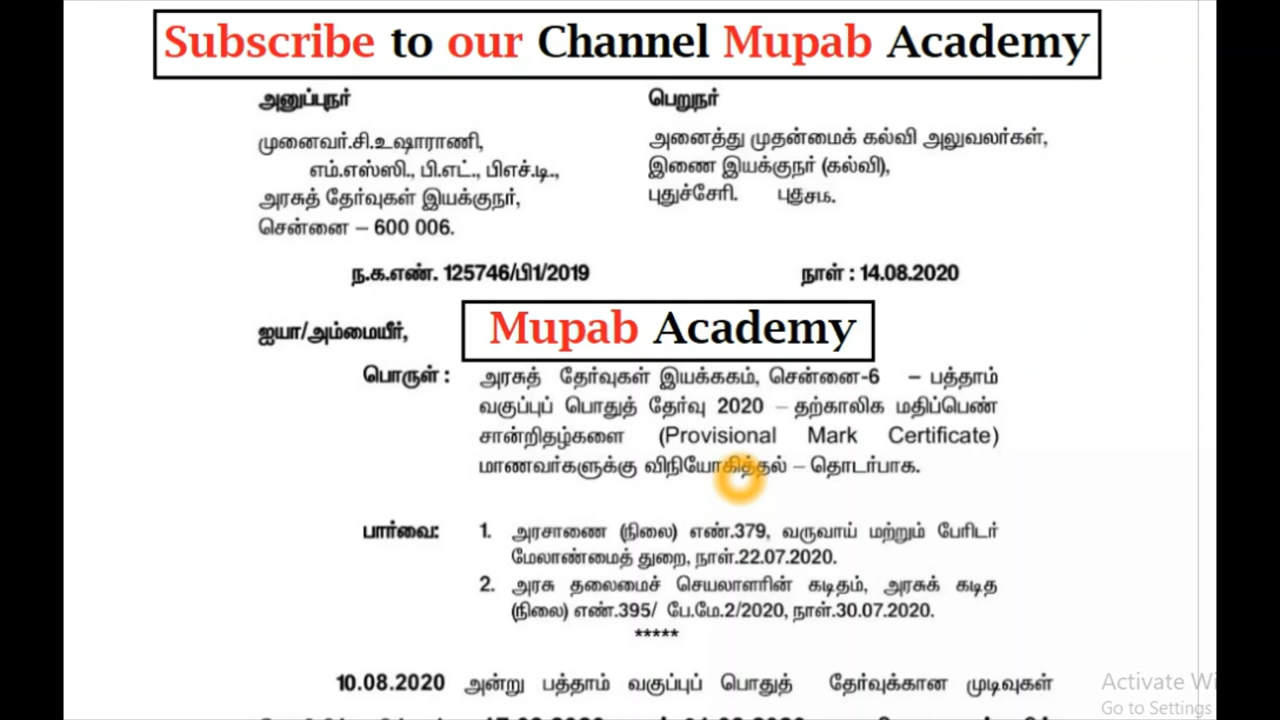 Subscribe to our Channel Mupab Academy
அனுப்புநர்
முனைவர்.சி.உஷாராணி,
எம்.எஸ்ஸி., பி.எட்., பிஎச்.டி.,
அரசுத் தேர்வுகள் இயக்குநர்,
சென்னை – 600 006.
பெறுநர்
அனைத்து முதன்மைக் கல்வி அலுவலர்கள்,
இணை இயக்குநர் (கல்வி),
புதுச்சேரி.
ந.க.எண். 125746/பி1/2019 நாள் : 14.08.2020
ஐயா/அம்மையீர்,
Mupab Academy
பொருள் : அரசுத் தேர்வுகள் இயக்ககம், சென்னை-6 – பத்தாம்
வகுப்புப் பொதுத் தேர்வு 2020 – தற்காலிக மதிப்பெண்
சான்றிதழ்களை (Provisional Mark Certificate)
மாணவர்களுக்கு விநியோகித்தல் – தொடர்பாக.
பார்வை: 1. அரசாணை (நிலை) எண்.379, வருவாய் மற்றும் பேரிடர்
மேலாண்மைத் துறை, நாள்.22.07.2020.
2. அரசு தலைமைச் செயலாளரின் கடிதம், அரசுக் கடித
(நிலை) எண்.395/ பே.மே.2/2020, நாள்.30.07.2020.
*****
10.08.2020 அன்று பத்தாம் வகுப்புப் பொதுத் தேர்வுக்கான முடிவுகள்
Activate Wi
Go to Settings